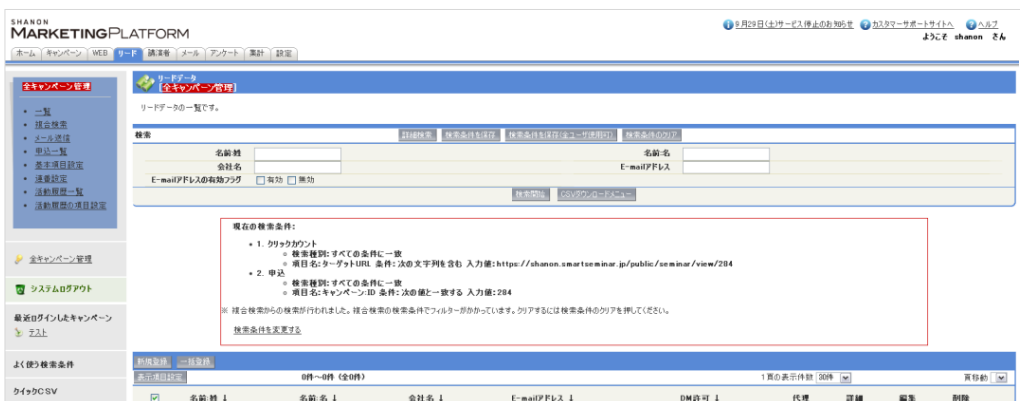 SHANON
MARKETINGPLATFORM
9月29日(土)サービス停止のお知らせ カスタマーサポートサイトへ ヘルプ
ようこそ shanon さん
ホーム キャンペーン WEB リード 講演者 メール アンケート 集計 設定
全キャンペーン管理
一覧
複合検索
メール送信
申込一覧
基本項目設定
連番設定
活動履歴一覧
活動履歴の項目設定
全キャンペーン管理
システムログアウト
最近ログインしたキャンペーン
テスト
よく使う検索条件
クイックCSV
リードデータ
[全キャンペーン管理]
リードデータの一覧です。
検索 詳細検索 検索条件を保存 検索条件を保存(全ユーザ使用可) 検索条件のクリア
名前:姓 名前:名
会社名 E-mailアドレス
E-mailアドレスの有効フラグ 有効 無効
検索開始 CSVダウンロードメニュー
現在の検索条件:
1. クリックカウント
検索種別: すべての条件に一致
項目名:ターゲットURL 条件:次の文字列を含む 入力値:https://shanon.smartseminar.jp/public/seminar/view/284
2. 申込
検索種別: すべての条件に一致
項目名:キャンペーン:ID 条件:次の値と一致する 入力値:284
※ 複合検索からの検索が行われました。複合検索の検索条件でフィルターがかかっています。クリアするには検索条件のクリアを押してください。
検索条件を変更する
新規登録 一括登録
表示項目設定 0件~0件 (全0件) 1頁の表示件数 30件 頁移動
名前:姓 ↓ 名前:名 ↓ 会社名 ↓ E-mailアドレス ↓ DM許可 ↓ 代理 詳細 編集 削除